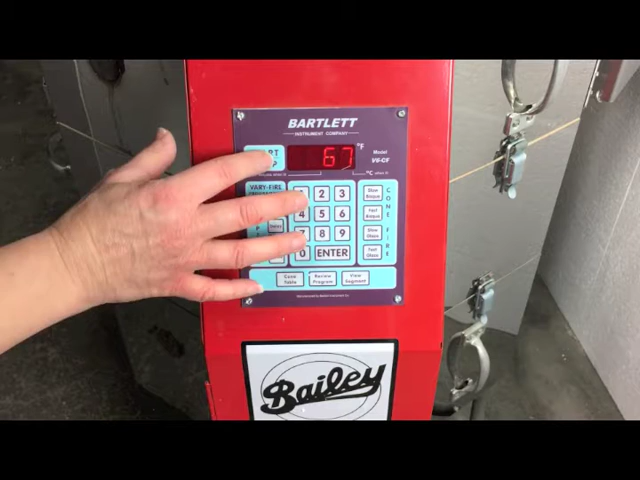 BARTLETT
INSTRUMENT COMPANY
67
°F
Model
V6-CF
°C
VARY-FIRE
2 3
4 5 6
7 8 9
0 ENTER
Slow
Bisque
Fast
Bisque
Slow
Glaze
Fast
Glaze
CONE
FIRE
Cone
Table
Review
Program
View
Segment
Bailey